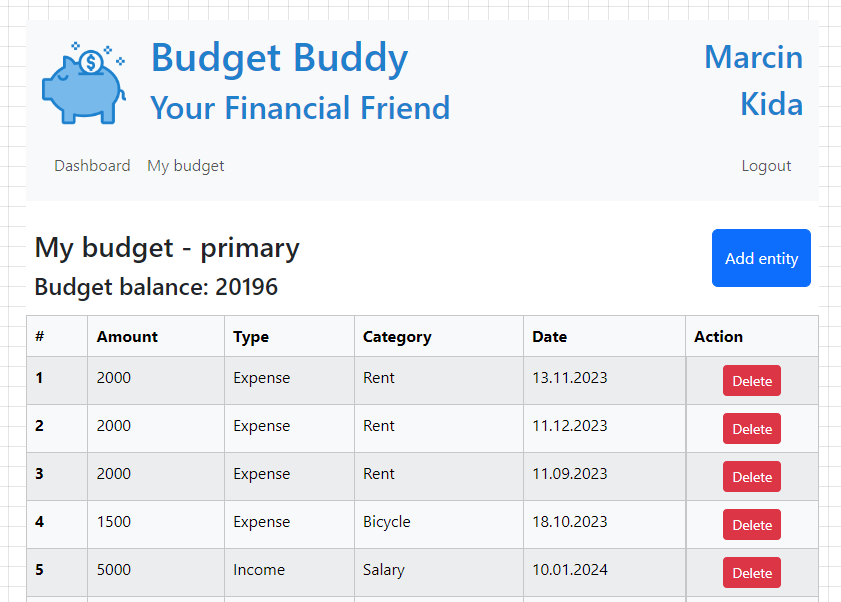 $
Budget Buddy
Your Financial Friend
Marcin
Kida
Dashboard My budget Logout
My budget - primary
Budget balance: 20196
Add entity
# Amount Type Category Date Action
1 2000 Expense Rent 13.11.2023 Delete
2 2000 Expense Rent 11.12.2023 Delete
3 2000 Expense Rent 11.09.2023 Delete
4 1500 Expense Bicycle 18.10.2023 Delete
5 5000 Income Salary 10.01.2024 Delete